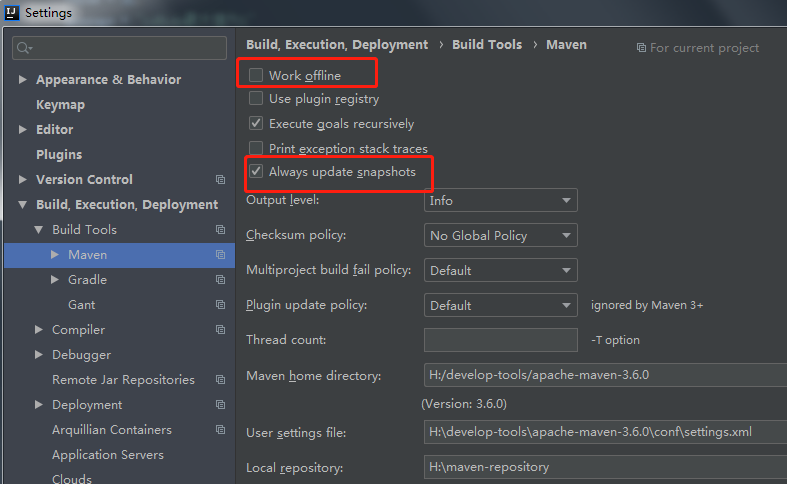 IJ Settings
Build, Execution, Deployment › Build Tools › Maven For current project
Appearance & Behavior
Keymap
Editor
Plugins
Version Control
Build, Execution, Deployment
Build Tools
Maven
Gradle
Gant
Compiler
Debugger
Remote Jar Repositories
Deployment
Arquillian Containers
Application Servers
Clouds
Work offline
Use plugin registry
Execute goals recursively
Print exception stack traces
Always update snapshots
Output level: Info
Checksum policy: No Global Policy
Multiproject build fail policy: Default
Plugin update policy: Default ignored by Maven 3+
Thread count: -T option
Maven home directory: H:/develop-tools/apache-maven-3.6.0
(Version: 3.6.0)
User settings file: H:\develop-tools\apache-maven-3.6.0\conf\settings.xml
Local repository: H:\maven-repository